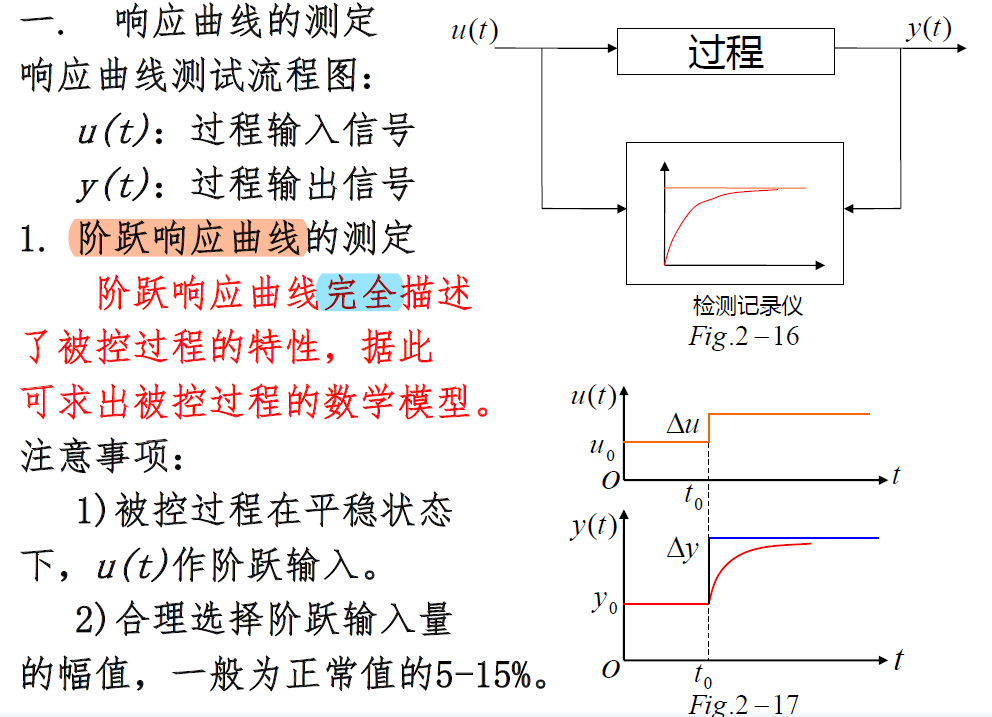 一.  响应曲线的测定
响应曲线测试流程图：
u(t)：过程输入信号
y(t)：过程输出信号
1. 阶跃响应曲线的测定
阶跃响应曲线完全描述
了被控过程的特性，据此
可求出被控过程的数学模型。
注意事项：
1)被控过程在平稳状态
下，u(t)作阶跃输入。
2)合理选择阶跃输入量
的幅值，一般为正常值的5-15%。
u(t)
过程
y(t)
检测记录仪
Fig.2-16
u(t)
Δu
u0
O
t0
t
y(t)
Δy
y0
O
t0
t
Fig.2-17